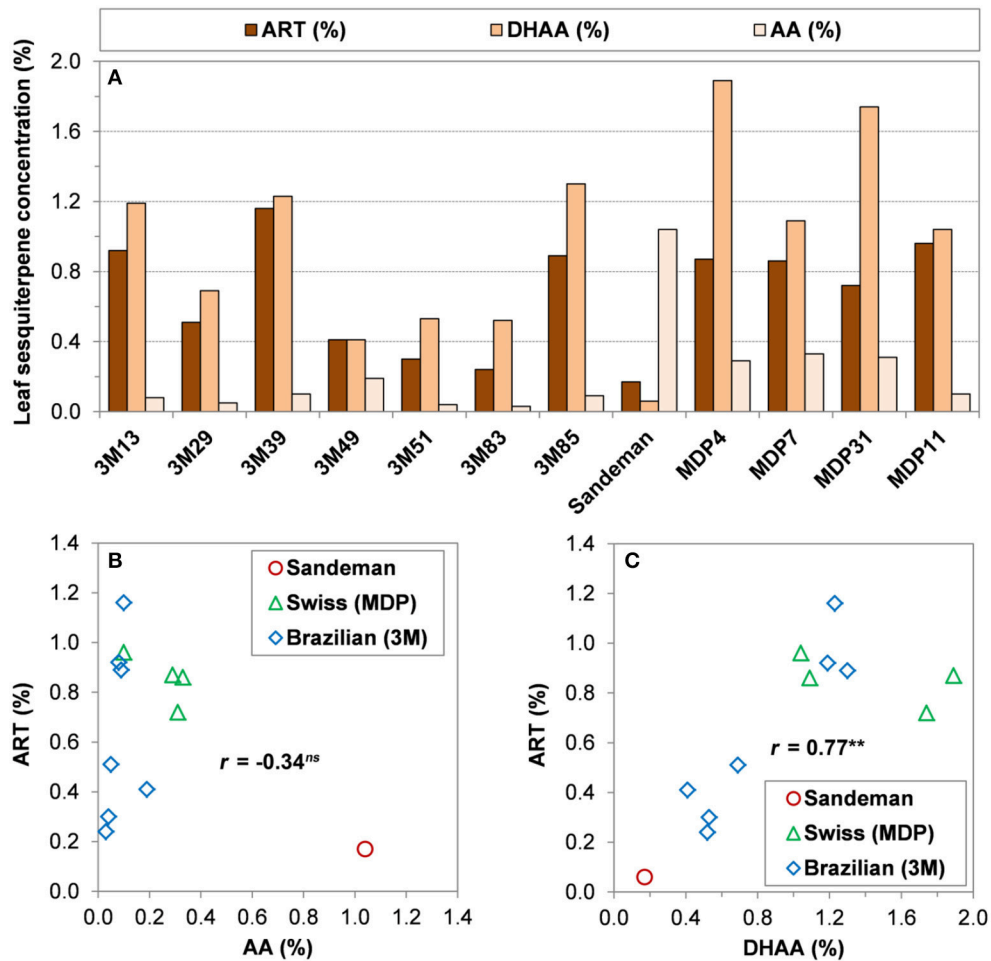 ART (%) DHAA (%) AA (%)
Leaf sesquiterpene concentration (%)
A
2.0
1.6
1.2
0.8
0.4
0.0
3M13 3M29 3M39 3M49 3M51 3M83 3M85 Sandeman MDP4 MDP7 MDP31 MDP11
B
ART (%)
1.4
1.2
1.0
0.8
0.6
0.4
0.2
0.0
Sandeman
Swiss (MDP)
Brazilian (3M)
r = -0.34ns
0.0 0.2 0.4 0.6 0.8 1.0 1.2 1.4
AA (%)
C
ART (%)
1.4
1.2
1.0
0.8
0.6
0.4
0.2
0.0
r = 0.77**
Sandeman
Swiss (MDP)
Brazilian (3M)
0.0 0.4 0.8 1.2 1.6 2.0
DHAA (%)